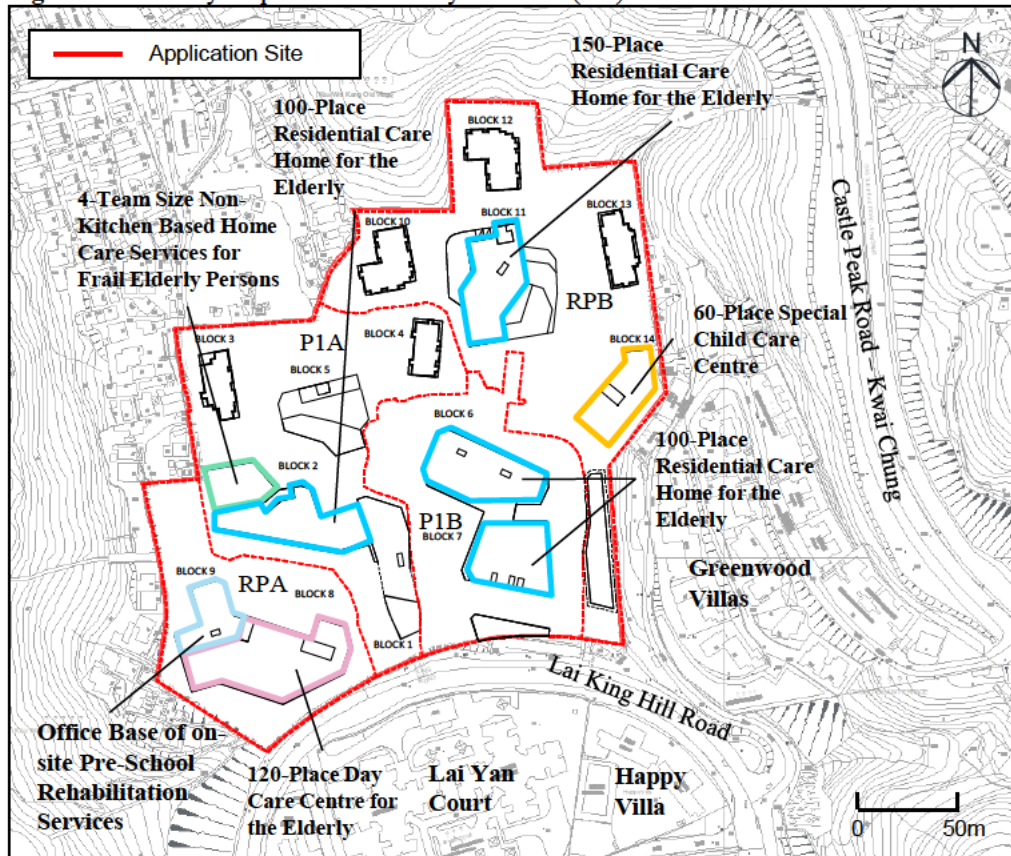 Application Site
N
150-Place
Residential Care
Home for the Elderly
100-Place
Residential Care
Home for the
Elderly
BLOCK 12
4-Team Size Non-
Kitchen Based Home
Care Services for
Frail Elderly Persons
BLOCK 10
BLOCK 11
BLOCK 13
RPB
Castle Peak Road – Kwai Chung
60-Place Special
Child Care
Centre
BLOCK 3
P1A
BLOCK 4
BLOCK 14
BLOCK 5
BLOCK 6
100-Place
Residential Care
Home for the
Elderly
BLOCK 2
P1B
BLOCK 7
Greenwood
Villas
BLOCK 9
RPA
BLOCK 8
BLOCK 1
Lai King Hill Road
Office Base of on-
site Pre-School
Rehabilitation
Services
120-Place Day
Care Centre for
the Elderly
Lai Yan
Court
Happy
Villa
0 50m